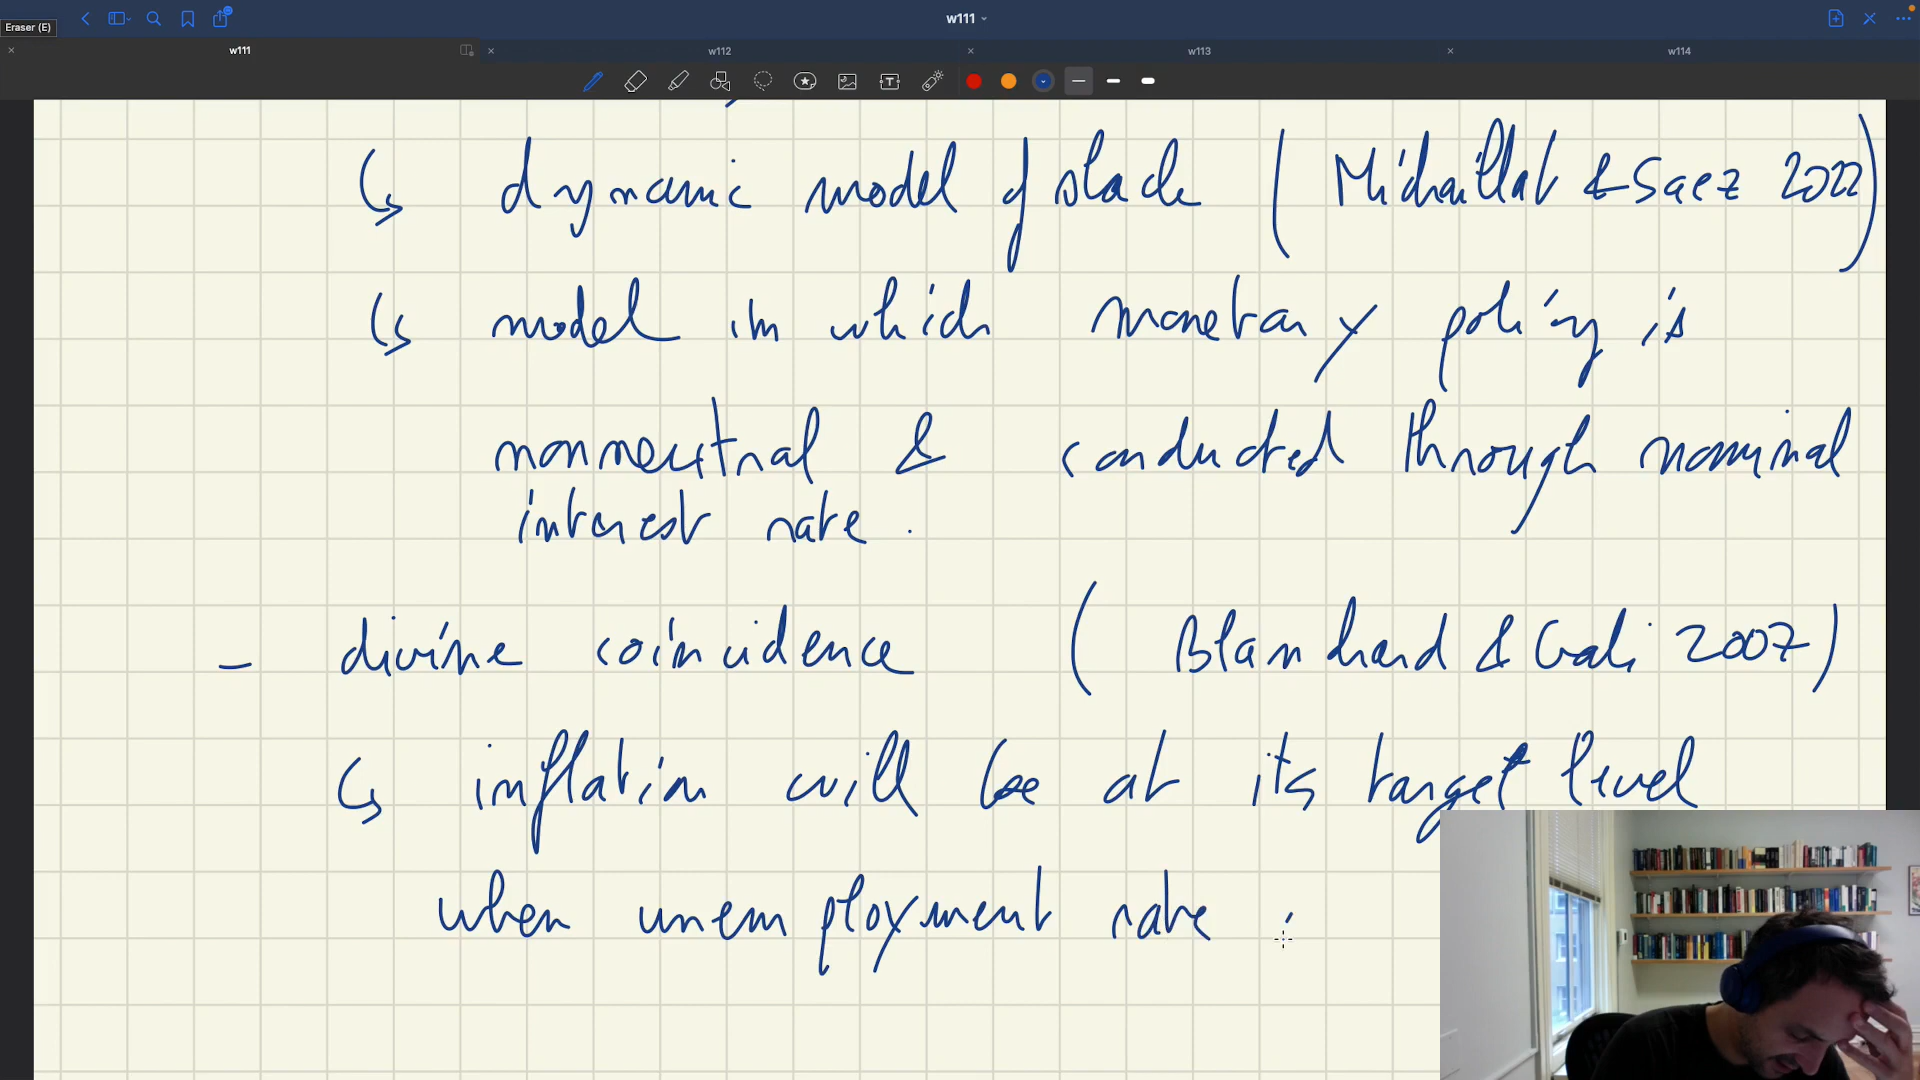 w111
Eraser (E)
w111
w112
w113
w114
↳ dynamic model of slack (Michaillat & Saez 2022)
↳ model in which monetary policy is
nonneutral & conducted through nominal
interest rate.
– divine coincidence (Blanchard & Gali 2007)
↳ inflation will be at its target level
when unemployment rate i